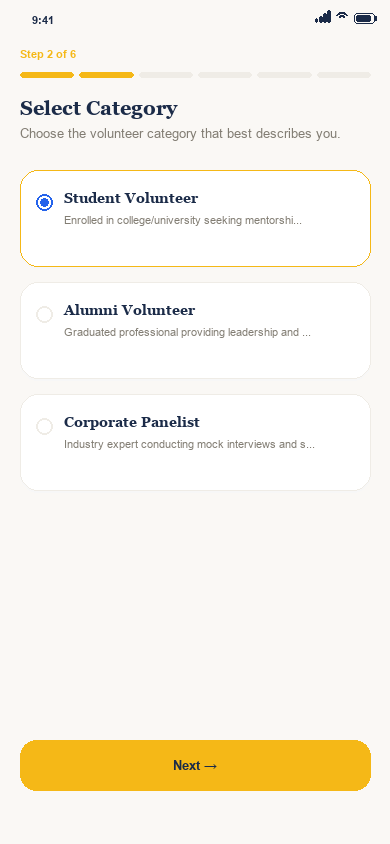 9:41
Step 2 of 6
Select Category
Choose the volunteer category that best describes you.
Student Volunteer
Enrolled in college/university seeking mentorshi...
Alumni Volunteer
Graduated professional providing leadership and ...
Corporate Panelist
Industry expert conducting mock interviews and s...
Next →